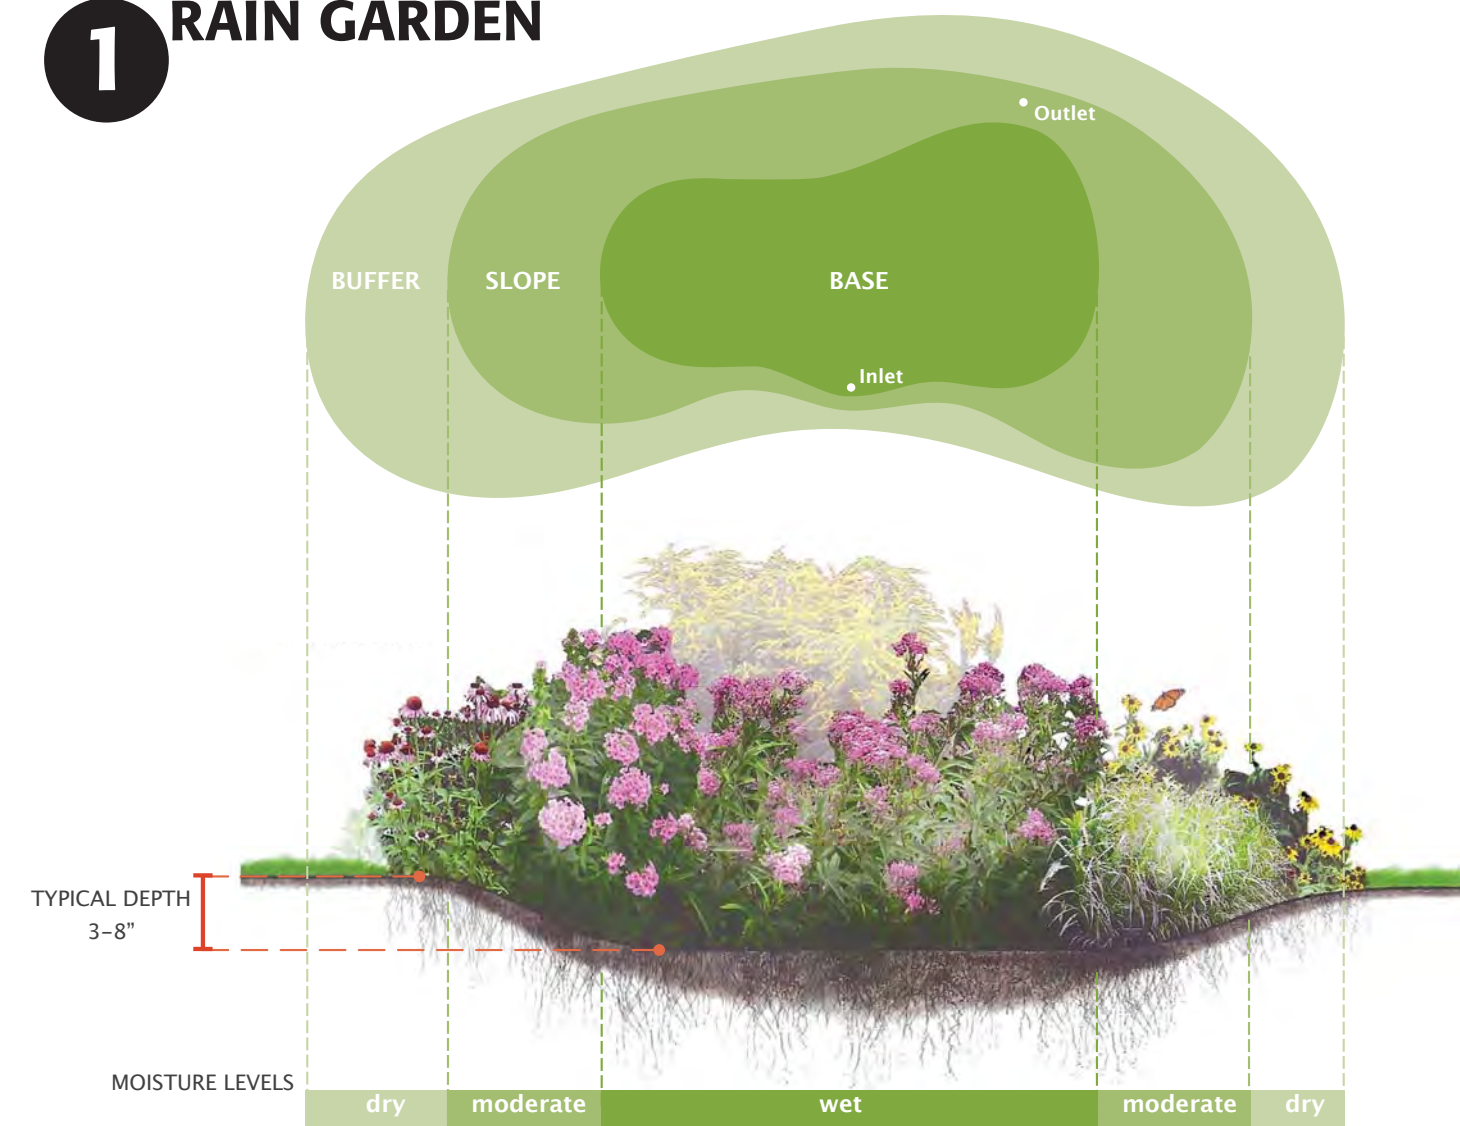 1
RAIN GARDEN
Outlet
BUFFER
SLOPE
BASE
Inlet
TYPICAL DEPTH
3–8”
MOISTURE LEVELS
dry
moderate
wet
moderate
dry